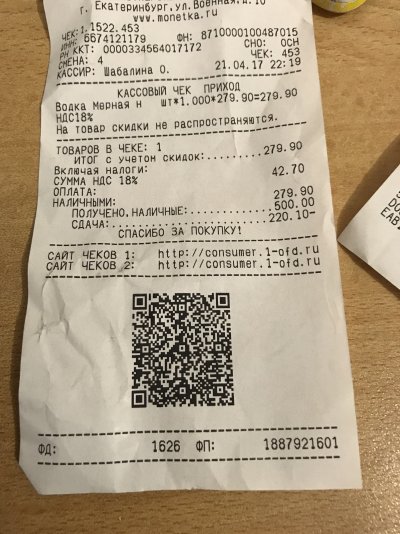 г. Екатеринбург,ул.Военная,д.10
www.monetka.ru
ЧЕК:1.1522.453
ИНН: 6674121179 ФН: 8710000100487015
РН ККТ: 0000334564017172 СНО: ОСН
СМЕНА: 4 Ч.
КАССИР: Шабалина О. 21.04.17 22:19
КАССОВЫЙ ЧЕК ПРИХОД
Водка Мерная н шт*1.000*279.90=279.90
НДС18%
На товар скидки не распространяются.
ТОВАРОВ В ЧЕКЕ: 1
ИТОГ с учетом скидок:.........279.90
Включая налоги:
СУММА НДС 18% 42.70
ОПЛАТА:
НАЛИЧНЫМИ: 279.90
ПОЛУЧЕНО,НАЛИЧНЫЕ:............500.00
СДАЧА:........................220.10-
СПАСИБО ЗА ПОКУПКУ!
САЙТ ЧЕКОВ 1: http://consumer.1-ofd.ru
САЙТ ЧЕКОВ 2: http://consumer.1-ofd.ru
ФД: 1626 ФП: 1887921601